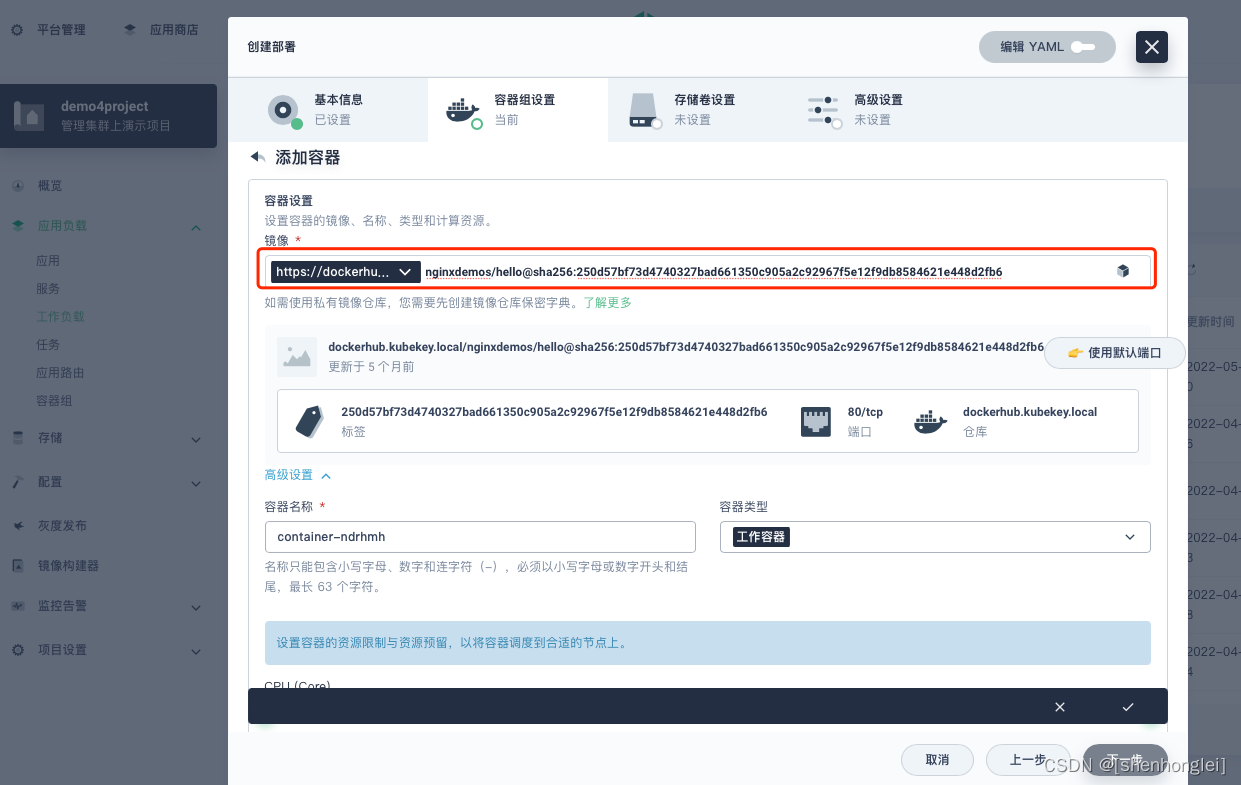 平台管理
应用商店
demo4project
管理集群上演示项目
概览
应用负载
应用
服务
工作负载
任务
应用路由
容器组
存储
配置
灰度发布
镜像构建器
监控告警
项目设置
创建部署
编辑 YAML
基本信息
已设置
容器组设置
当前
存储卷设置
未设置
高级设置
未设置
添加容器
容器设置
设置容器的镜像、名称、类型和计算资源。
镜像 *
https://dockerhu... nginxdemos/hello@sha256:250d57bf73d4740327bad661350c905a2c92967f5e12f9db8584621e448d2fb6
如需使用私有镜像仓库，您需要先创建镜像仓库保密字典。了解更多
dockerhub.kubekey.local/nginxdemos/hello@sha256:250d57bf73d4740327bad661350c905a2c92967f5e12f9db8584621e448d2fb6
更新于 5 个月前
👉 使用默认端口
250d57bf73d4740327bad661350c905a2c92967f5e12f9db8584621e448d2fb6
标签
80/tcp
端口
dockerhub.kubekey.local
仓库
高级设置
容器名称 *
container-ndrhmh
名称只能包含小写字母、数字和连字符（-），必须以小写字母或数字开头和结
尾，最长 63 个字符。
容器类型
工作容器
设置容器的资源限制与资源预留，以将容器调度到合适的节点上。
CPU (Core)
取消
上一步
下一步
更新时间
2022-05-
0
2022-04-
6
2022-04-
2022-04-
3
2022-04-
8
2022-04-
4
CSDN @[shenhonglei]